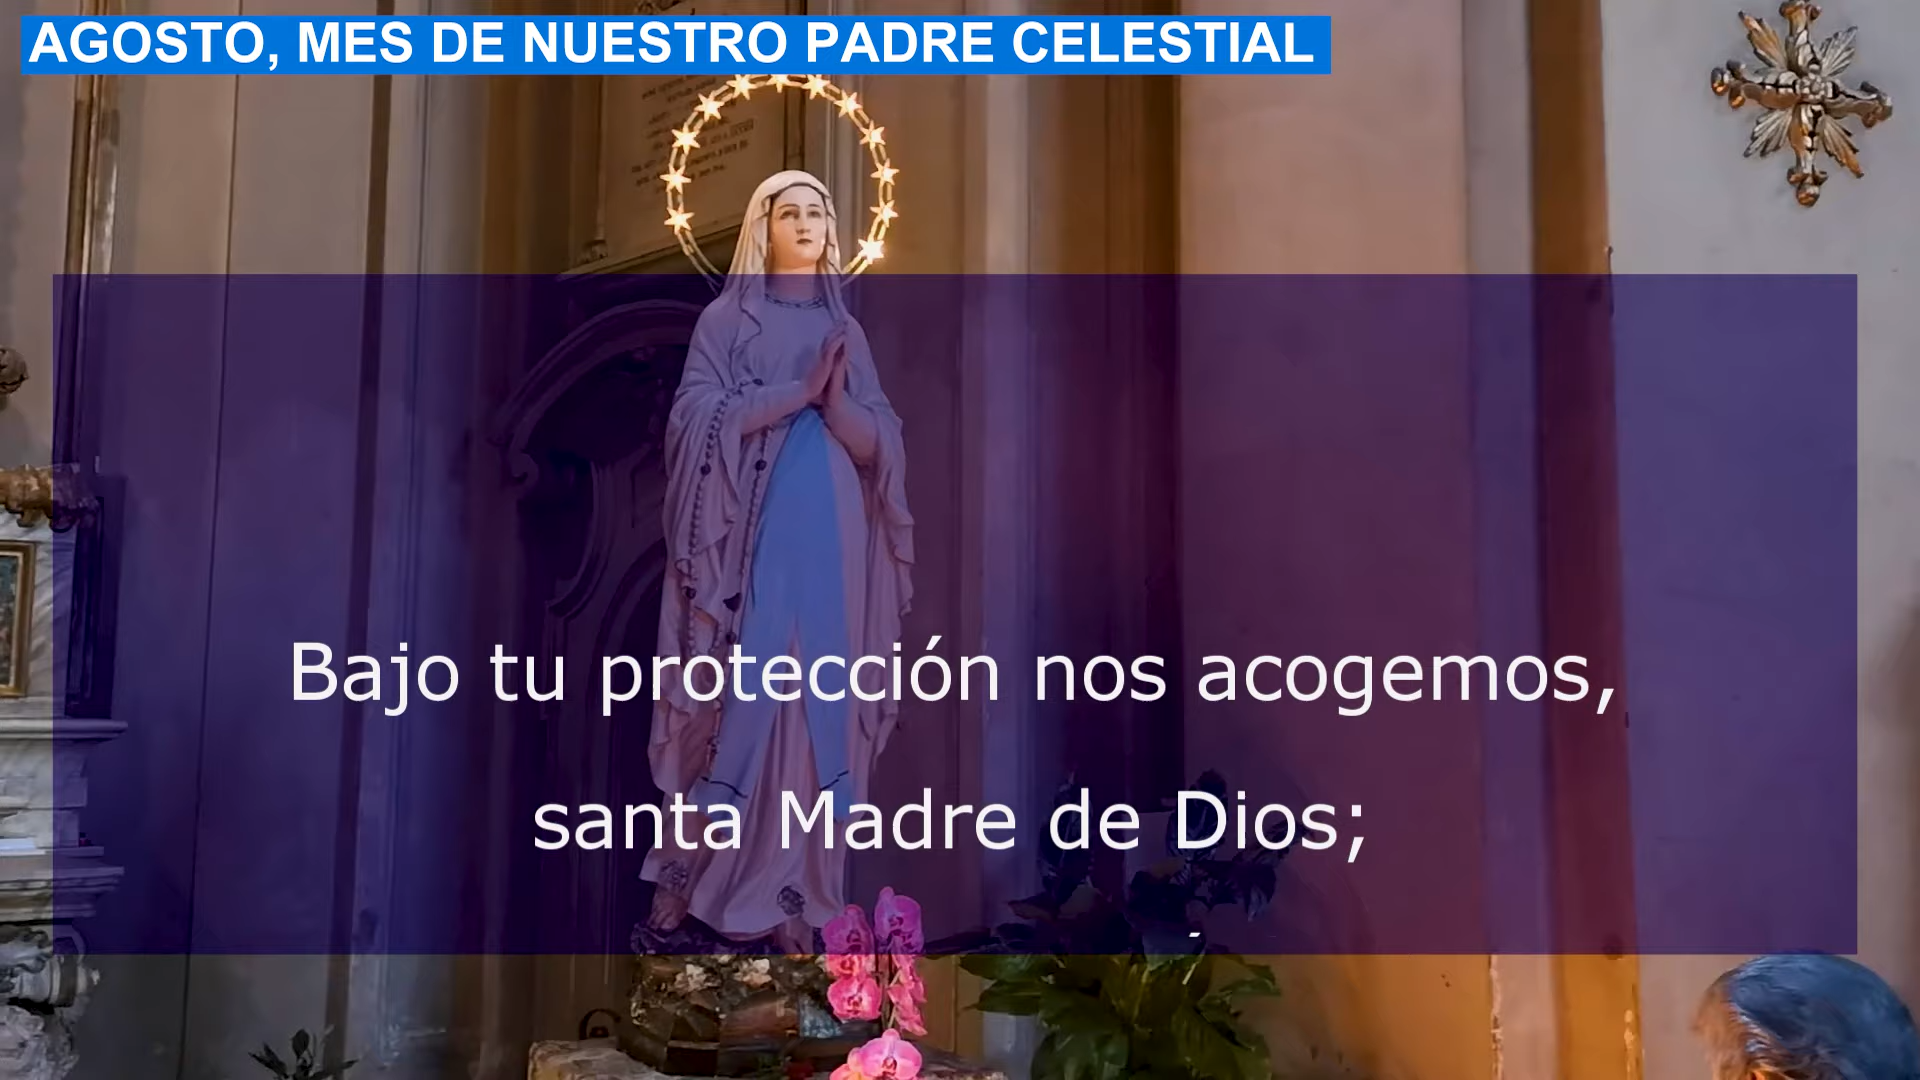 AGOSTO, MES DE NUESTRO PADRE CELESTIAL
Bajo tu protección nos acogemos,
santa Madre de Dios;